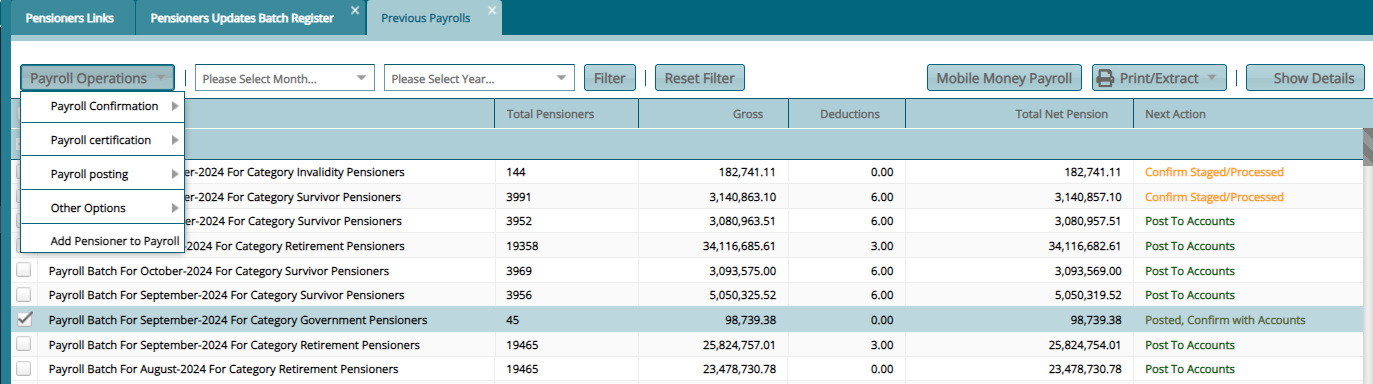 Pensioners Links Pensioners Updates Batch Register Previous Payrolls
Payroll Operations Please Select Month... Please Select Year... Filter Reset Filter Mobile Money Payroll Print/Extract Show Details
Payroll Confirmation
Payroll certification
Payroll posting
Other Options
Add Pensioner to Payroll
Total Pensioners Gross Deductions Total Net Pension Next Action
er-2024 For Category Invalidity Pensioners 144 182,741.11 0.00 182,741.11 Confirm Staged/Processed
er-2024 For Category Survivor Pensioners 3991 3,140,863.10 6.00 3,140,857.10 Confirm Staged/Processed
er-2024 For Category Survivor Pensioners 3952 3,080,963.51 6.00 3,080,957.51 Post To Accounts
-2024 For Category Retirement Pensioners 19358 34,116,685.61 3.00 34,116,682.61 Post To Accounts
Payroll Batch For October-2024 For Category Survivor Pensioners 3969 3,093,575.00 6.00 3,093,569.00 Post To Accounts
Payroll Batch For September-2024 For Category Survivor Pensioners 3956 5,050,325.52 6.00 5,050,319.52 Post To Accounts
Payroll Batch For September-2024 For Category Government Pensioners 45 98,739.38 0.00 98,739.38 Posted, Confirm with Accounts
Payroll Batch For September-2024 For Category Retirement Pensioners 19465 25,824,757.01 3.00 25,824,754.01 Post To Accounts
Payroll Batch For August-2024 For Category Retirement Pensioners 19465 23,478,730.78 0.00 23,478,730.78 Post To Accounts